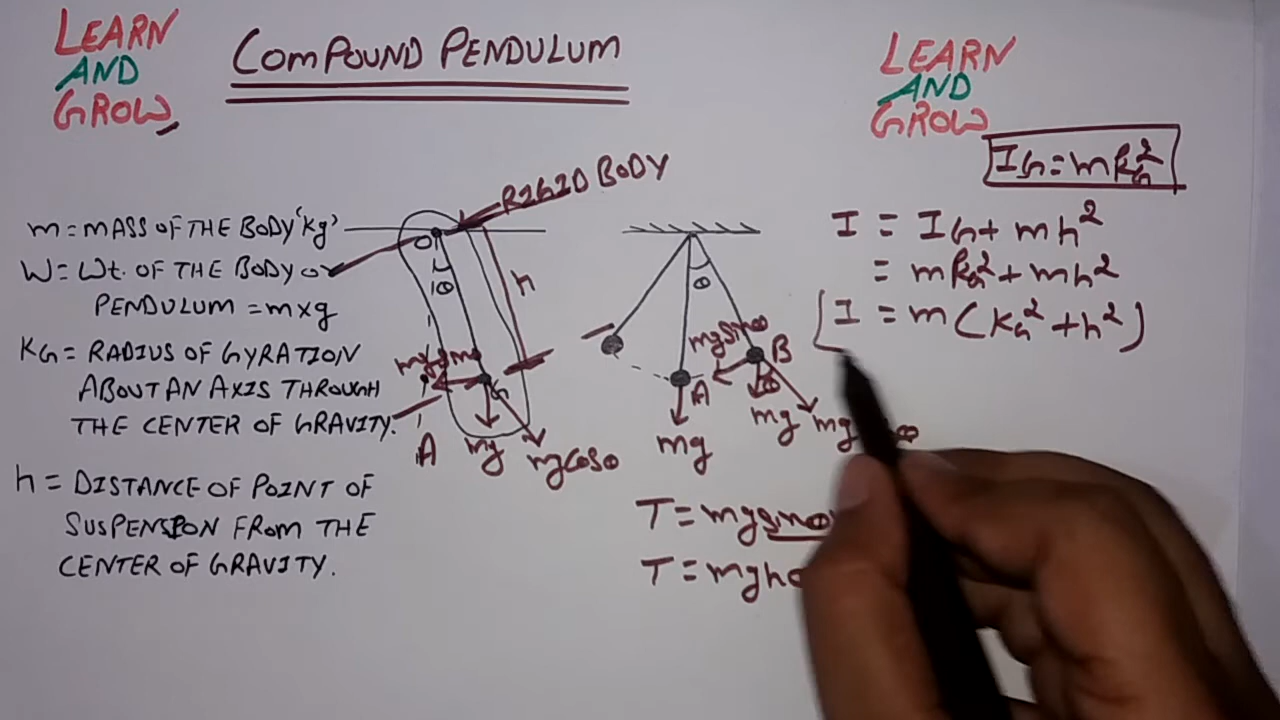 LEARN
AND
GROW
COMPOUND PENDULUM
LEARN
AND
GROW
m = MASS OF THE BODY 'Kg'
W = Wt. OF THE BODY or
PENDULUM = m×g
KG = RADIUS OF GYRATION
ABOUT AN AXIS THROUGH
THE CENTER OF GRAVITY.
h = DISTANCE OF POINT OF
SUSPENSION FROM THE
CENTER OF GRAVITY.
RIGID BODY
O
θ
h
G
A
mg
mgcosθ
θ
mgsinθ
B
A
θ
mg
mg
T = mgsinθ
T = mghθ
IG = mKG²
I = IG + mh²
= mKG² + mh²
I = m(KG² + h²)